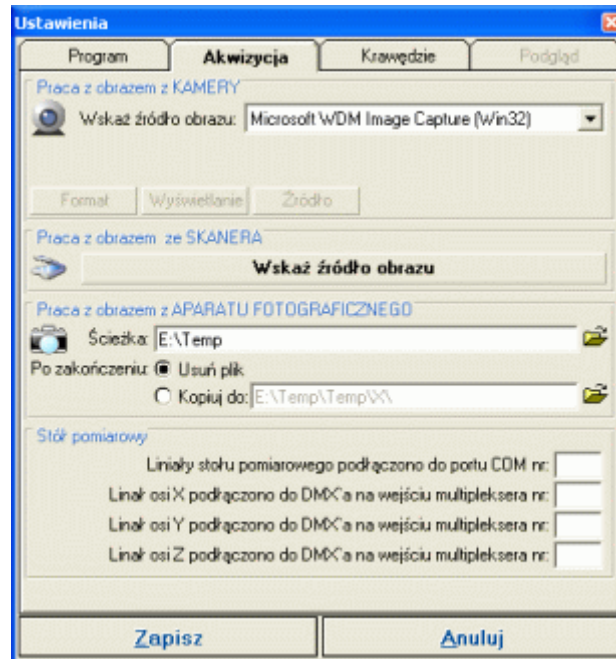 Ustawienia
Program Akwizycja Krawędzie Podgląd
Praca z obrazem z KAMERY
Wskaż źródło obrazu: Microsoft WDM Image Capture (Win32)
Format Wyświetlanie Źródło
Praca z obrazem ze SKANERA
Wskaż źródło obrazu
Praca z obrazem z APARATU FOTOGRAFICZNEGO
Ścieżka: E:\Temp
Po zakończeniu: Usuń plik
Kopiuj do: E:\Temp\Temp\X\
Stół pomiarowy
Liniały stołu pomiarowego podłączono do portu COM nr:
Liniał osi X podłączono do DMX'a na wejściu multipleksera nr:
Liniał osi Y podłączono do DMX'a na wejściu multipleksera nr:
Liniał osi Z podłączono do DMX'a na wejściu multipleksera nr:
Zapisz Anuluj